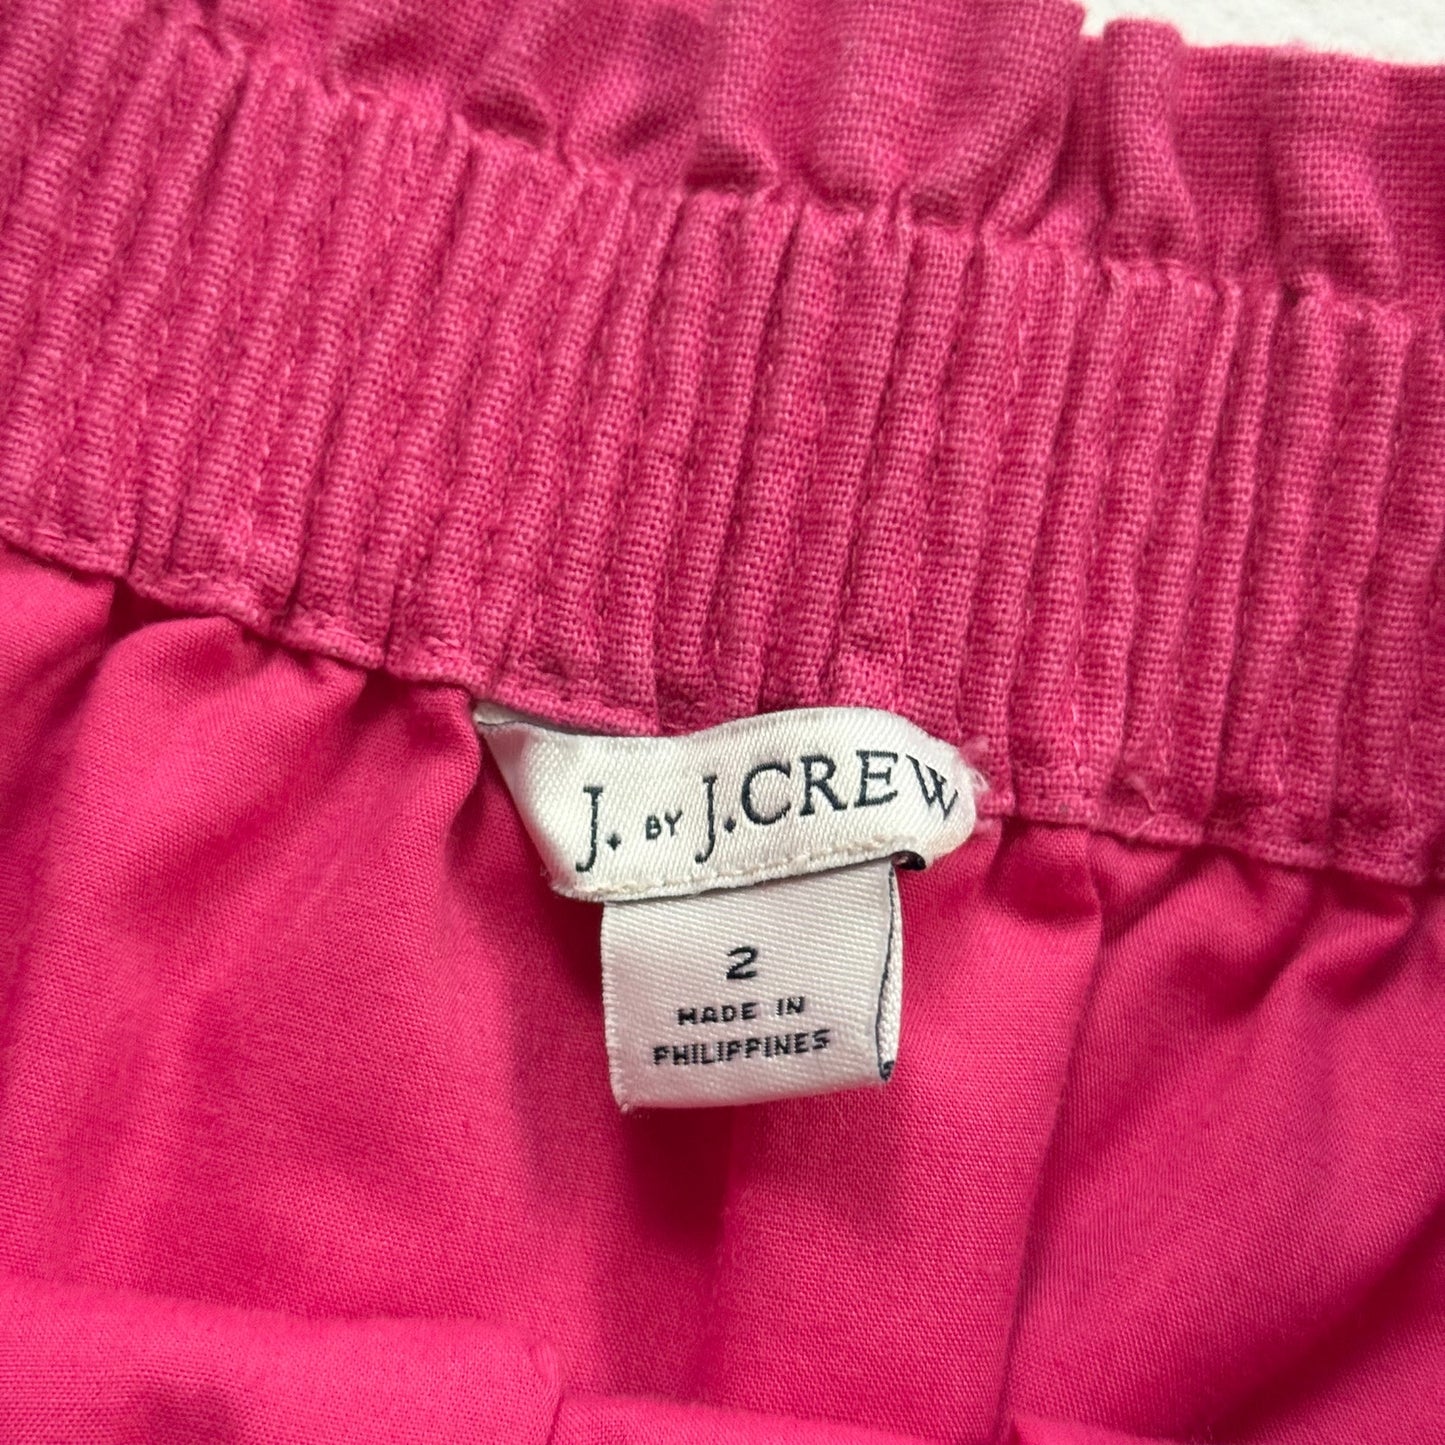 J. BY J.CREW
2
MADE IN
PHILIPPINES